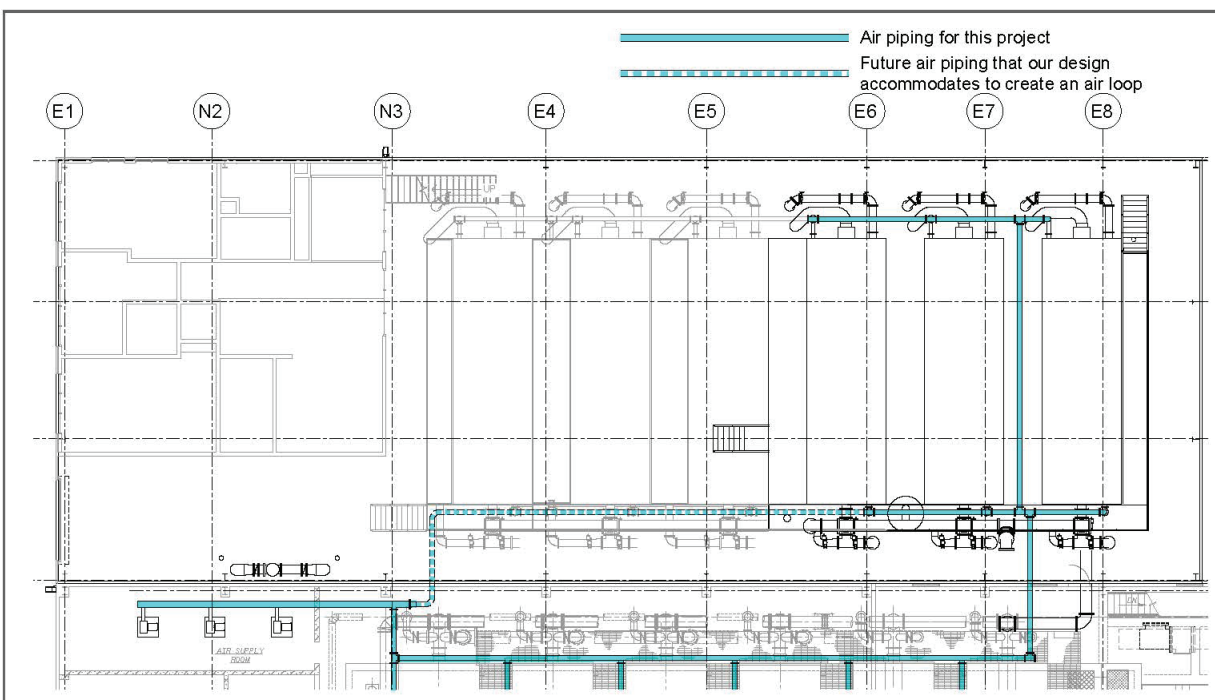 Air piping for this project
Future air piping that our design
accommodates to create an air loop
E1 N2 N3 E4 E5 E6 E7 E8
UP
AIR SUPPLY
ROOM